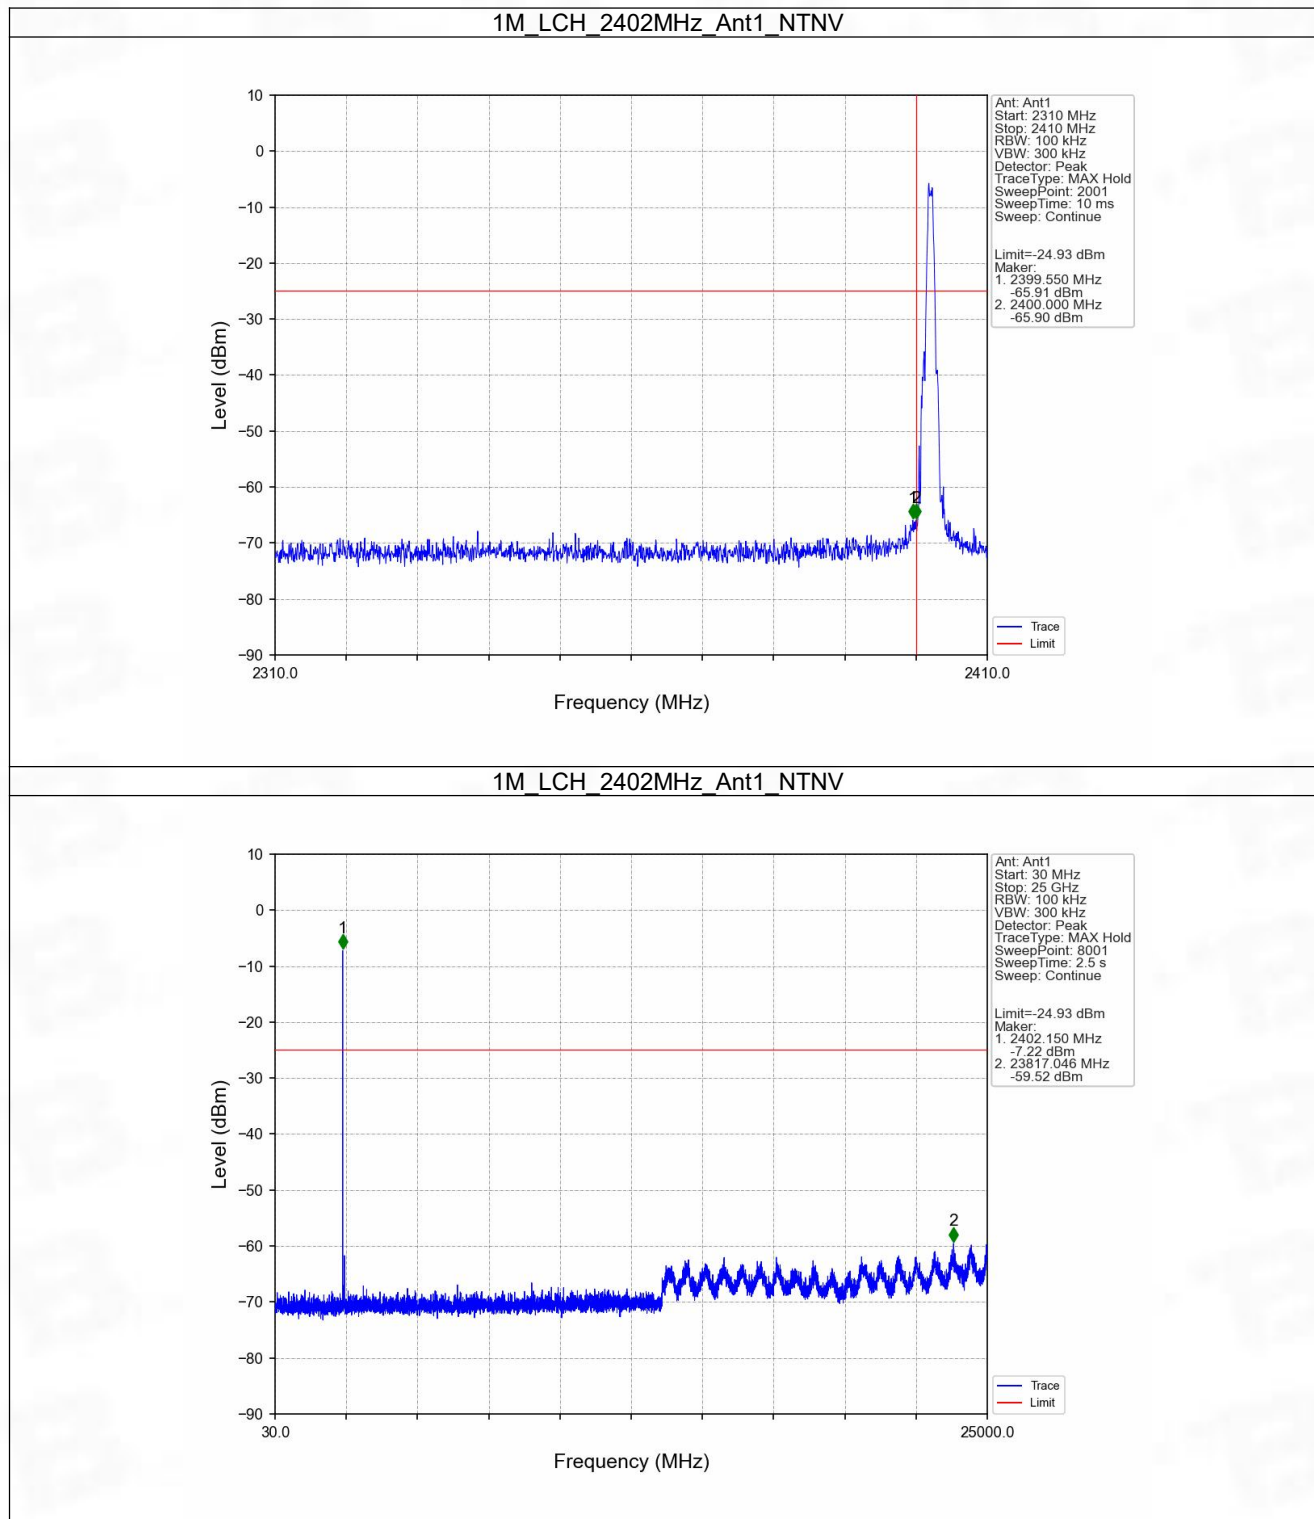 1M_LCH_2402MHz_Ant1_NTNV
10
0
−10
−20
−30
−40
−50
−60
−70
−80
−90
Level (dBm)
2310.0
2410.0
Frequency (MHz)
1
2
Ant: Ant1
Start: 2310 MHz
Stop: 2410 MHz
RBW: 100 kHz
VBW: 300 kHz
Detector: Peak
TraceType: MAX Hold
SweepPoint: 2001
SweepTime: 10 ms
Sweep: Continue
Limit=-24.93 dBm
Maker:
1. 2399.550 MHz
-65.91 dBm
2. 2400.000 MHz
-65.90 dBm
Trace
Limit
1M_LCH_2402MHz_Ant1_NTNV
10
0
−10
−20
−30
−40
−50
−60
−70
−80
−90
Level (dBm)
30.0
25000.0
Frequency (MHz)
1
2
Ant: Ant1
Start: 30 MHz
Stop: 25 GHz
RBW: 100 kHz
VBW: 300 kHz
Detector: Peak
TraceType: MAX Hold
SweepPoint: 8001
SweepTime: 2.5 s
Sweep: Continue
Limit=-24.93 dBm
Maker:
1. 2402.150 MHz
-7.22 dBm
2. 23817.046 MHz
-59.52 dBm
Trace
Limit